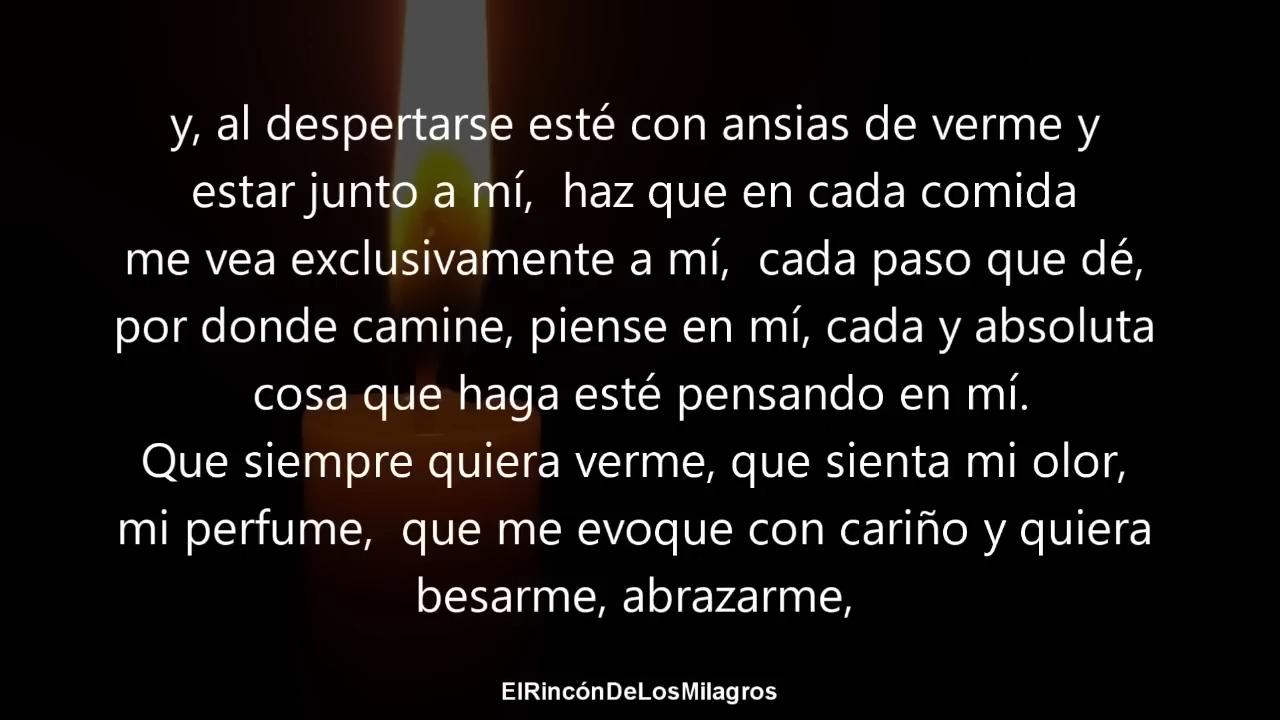 y, al despertarse esté con ansias de verme y
estar junto a mí, haz que en cada comida
me vea exclusivamente a mí, cada paso que dé,
por donde camine, piense en mí, cada y absoluta
cosa que haga esté pensando en mí.
Que siempre quiera verme, que sienta mi olor,
mi perfume, que me evoque con cariño y quiera
besarme, abrazarme,
ElRincónDeLosMilagros